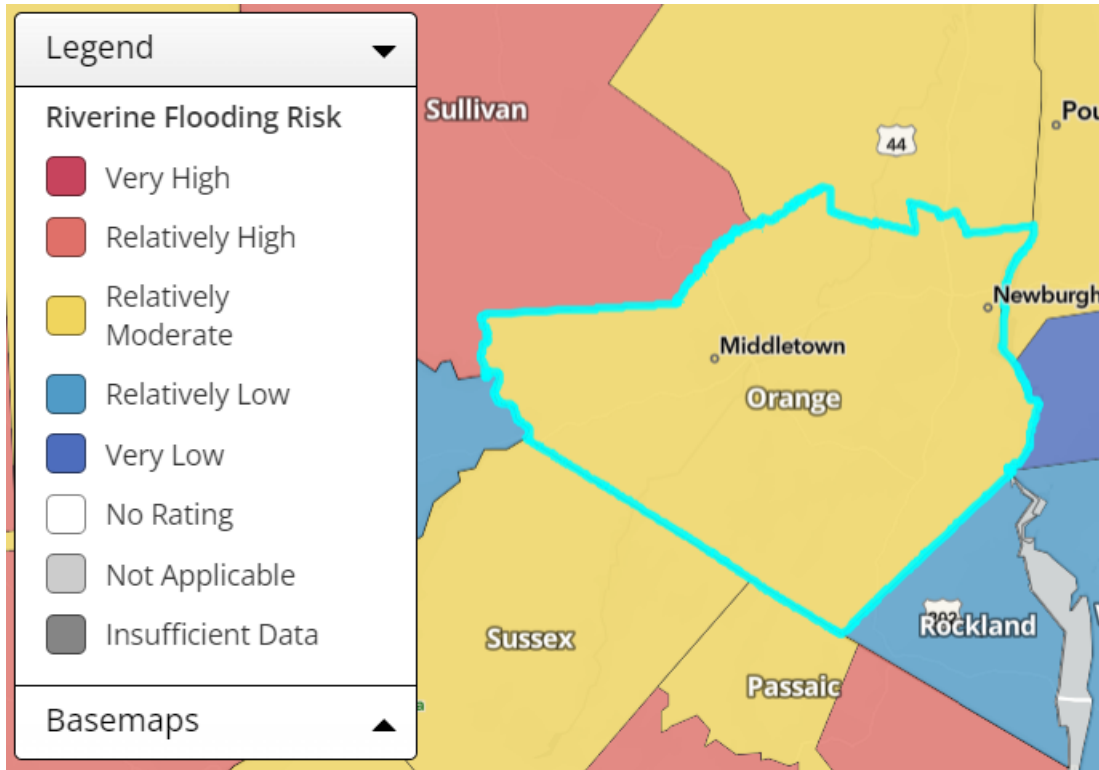 Legend
Riverine Flooding Risk
Very High
Relatively High
Relatively
Moderate
Relatively Low
Very Low
No Rating
Not Applicable
Insufficient Data
Basemaps
Sullivan
44
Pou
Newburgh
Middletown
Orange
Sussex
202
Rockland
Passaic
a